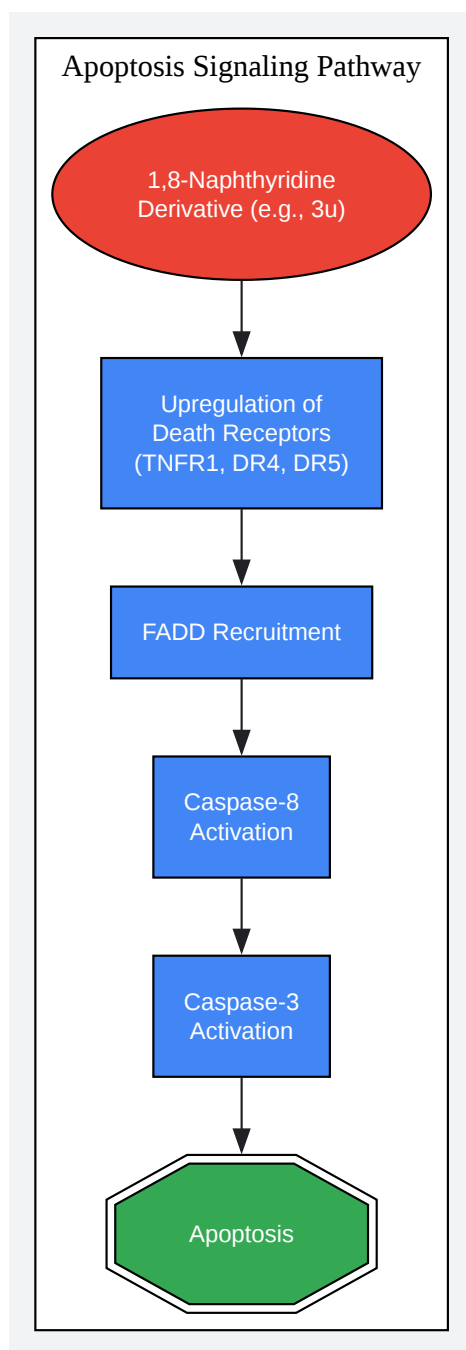 Apoptosis Signaling Pathway
1,8-Naphthyridine
Derivative (e.g., 3u)
Upregulation of
Death Receptors
(TNFR1, DR4, DR5)
FADD Recruitment
Caspase-8
Activation
Caspase-3
Activation
Apoptosis